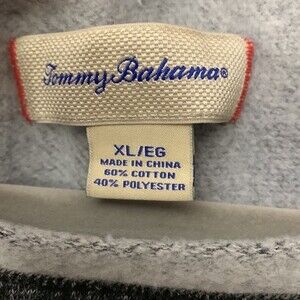 Tommy Bahama®
XL/EG
MADE IN CHINA
60% COTTON
40% POLYESTER